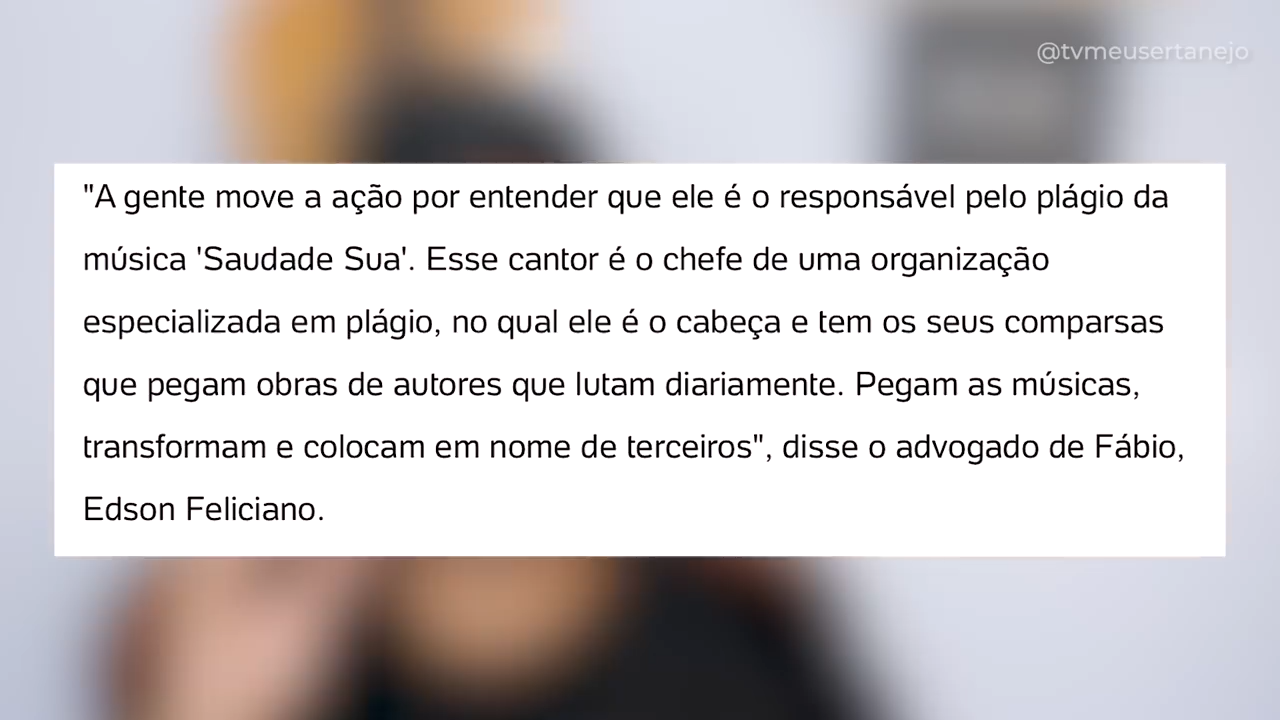 @tvmeusertanejo
"A gente move a ação por entender que ele é o responsável pelo plágio da
música 'Saudade Sua'. Esse cantor é o chefe de uma organização
especializada em plágio, no qual ele é o cabeça e tem os seus comparsas
que pegam obras de autores que lutam diariamente. Pegam as músicas,
transformam e colocam em nome de terceiros", disse o advogado de Fábio,
Edson Feliciano.